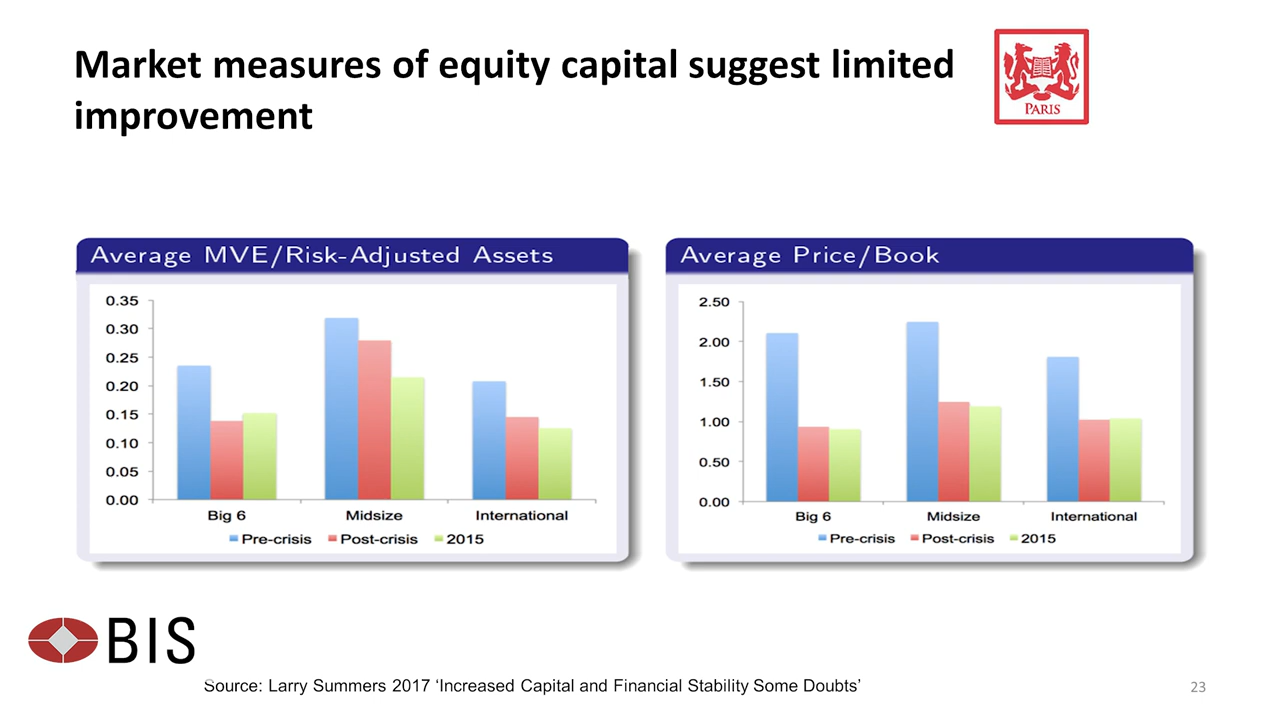 Market measures of equity capital suggest limited
improvement
PARIS
Average MVE/Risk-Adjusted Assets
0.35
0.30
0.25
0.20
0.15
0.10
0.05
0.00
Big 6 Midsize International
Pre-crisis Post-crisis 2015
Average Price/Book
2.50
2.00
1.50
1.00
0.50
0.00
Big 6 Midsize International
Pre-crisis Post-crisis 2015
BIS
Source: Larry Summers 2017 ‘Increased Capital and Financial Stability Some Doubts’
23